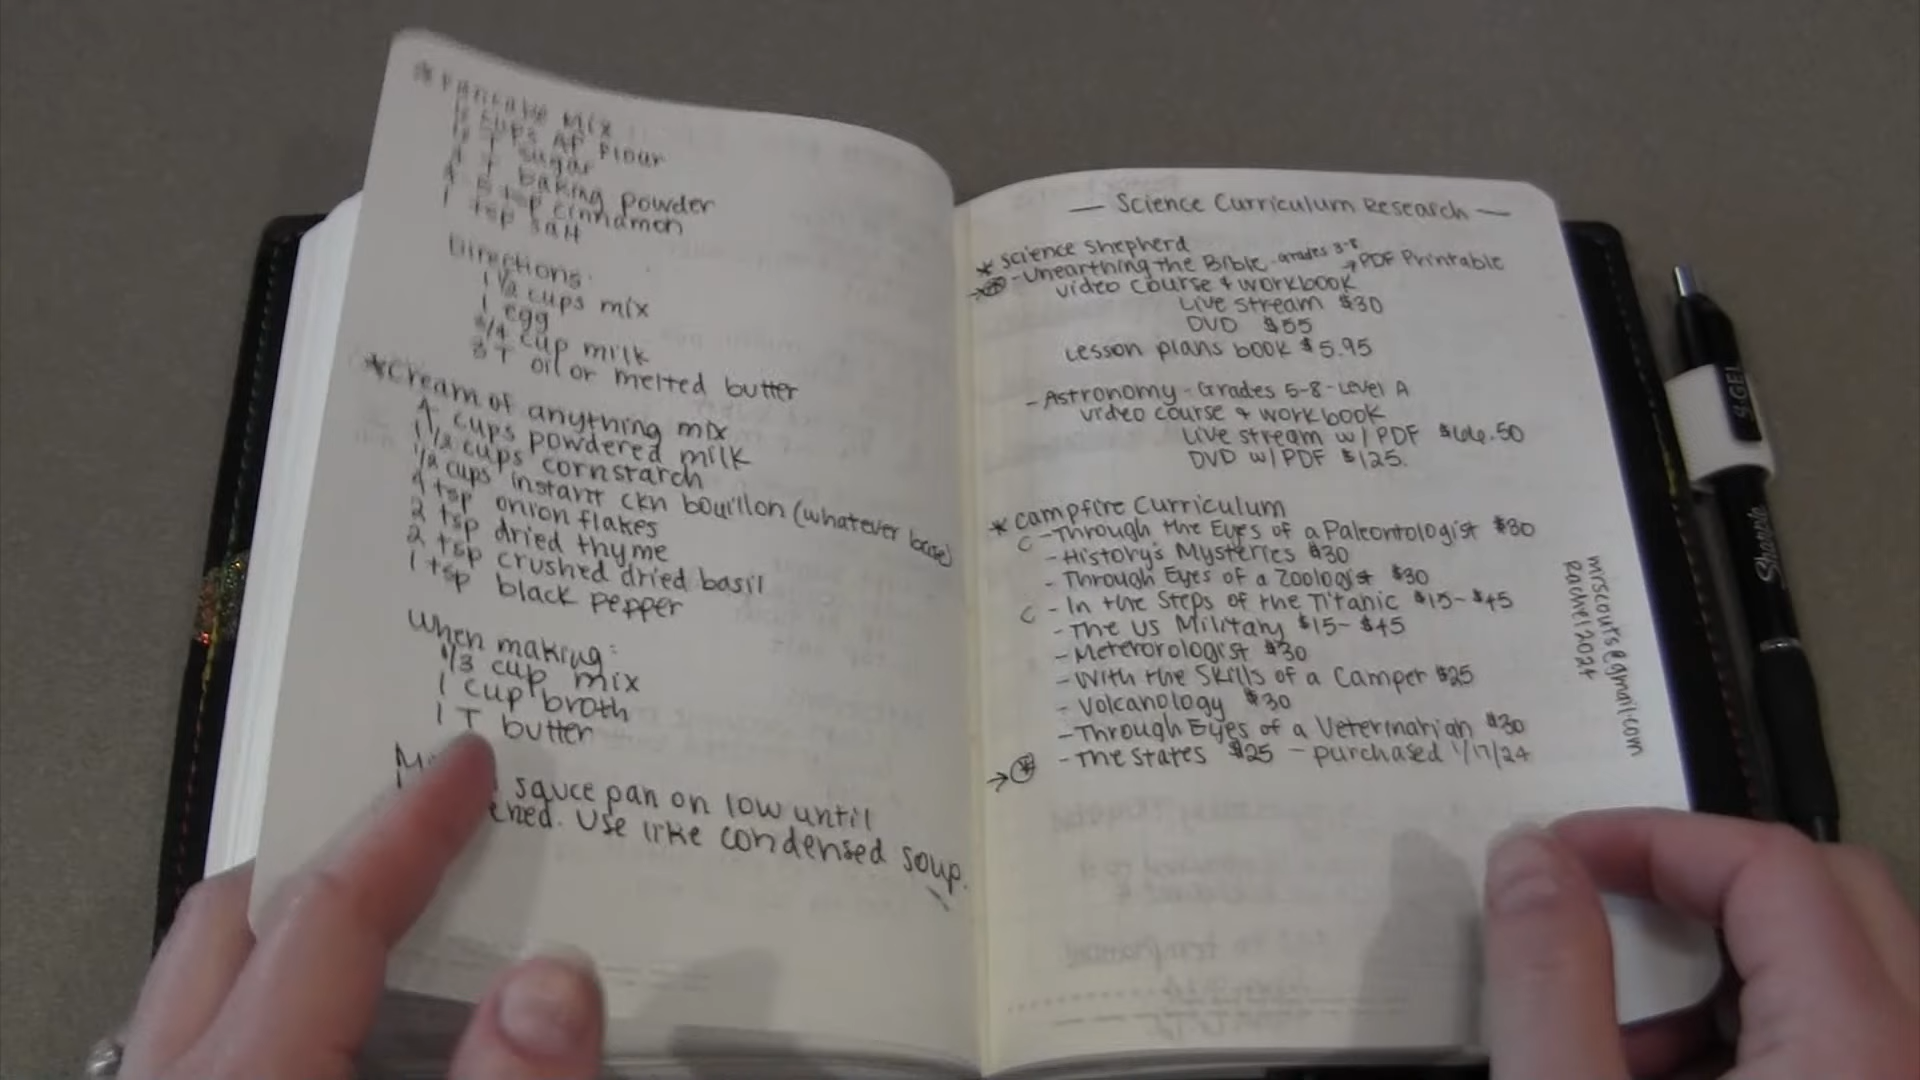 * Pancake Mix
cups AP Flour
T sugar
T baking powder
tsp cinnamon
1 tsp salt
Directions:
1 1/2 cups mix
1 egg
3/4 cup milk
3 T oil or melted butter
*Cream of anything mix
4 cups powdered milk
cups cornstarch
1/2 cups instant ckn bouillon (whatever
4 tsp onion flakes
2 tsp dried thyme
2 tsp crushed dried basil
1 tsp black pepper
When making:
1/3 cup mix
1 cup broth
1 T butter
sauce pan on low until
ened. Use like condensed soup.
— Science Curriculum Research —
* Science Shepherd
- Unearthing the Bible - grades 3-8
→ PDF Printable
video course + workbook
Live stream $30
DVD $55
Lesson plans book $5.95
- Astronomy - Grades 5-8 - Level A
video course + workbook
Live stream w/ PDF $66.50
DVD w/ PDF $125.
* Campfire Curriculum
C - Through the Eyes of a Paleontologist $30
- History's Mysteries $30
- Through Eyes of a Zoologist $30
C - In the Steps of the Titanic $15 - $45
- The US Military $15 - $45
- Meterorologist $30
- With the Skills of a Camper $25
- Volcanology $30
- Through Eyes of a Veterinarian $30
→ * - The States $25 - purchased 1/17/24
mrscouts@gmail.com
Rachel2024
S·GEL
Sharpie